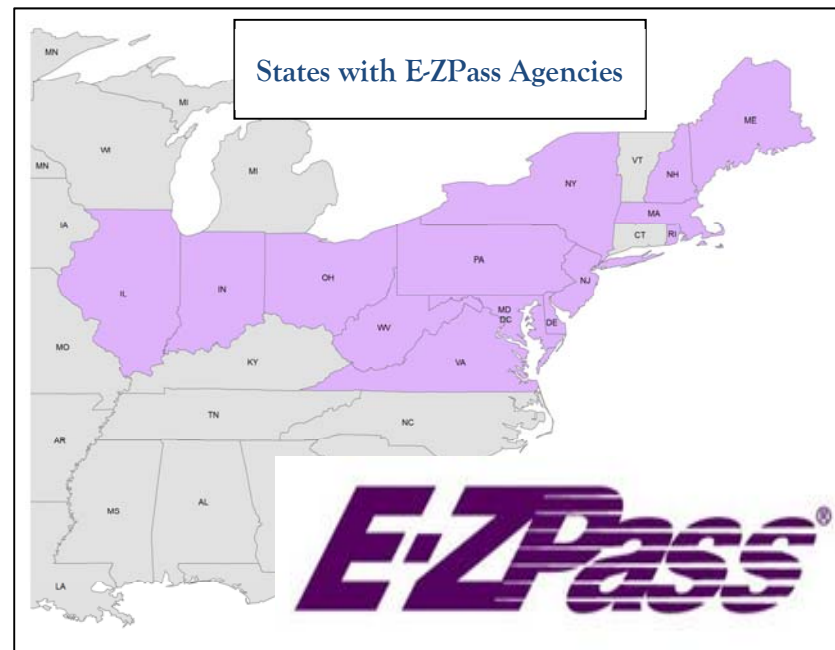 States with E-ZPass Agencies
MN
MI
ME
WI
VT
MN
MI
NY
NH
MA
IA
CT
RI
PA
OH
NJ
IL
IN
MD
DC
DE
WV
MO
VA
KY
TN
NC
AR
MS
AL
LA
E-ZPass®